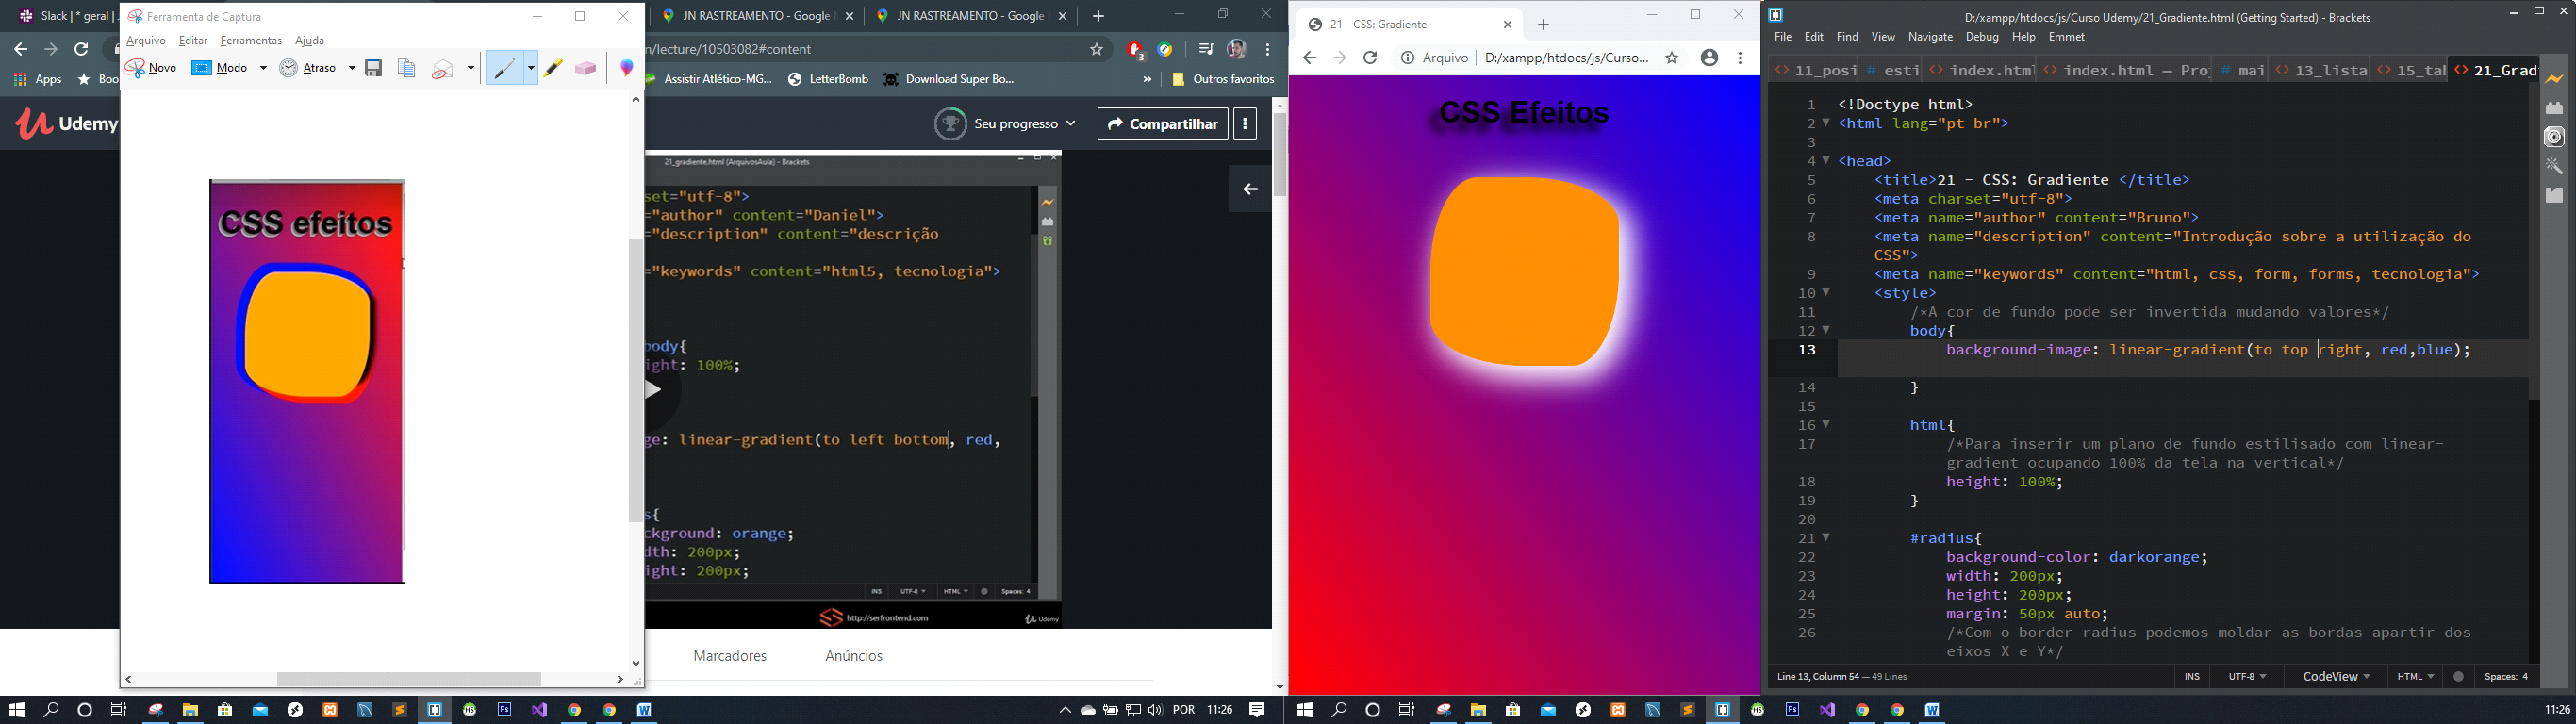 Slack | * geral | .
Ferramenta de Captura
Arquivo Editar Ferramentas Ajuda
Novo Modo Atraso
Apps Boo
Udemy
CSS efeitos
JN RASTREAMENTO - Google
JN RASTREAMENTO - Google
n/lecture/10503082#content
3
Assistir Atlético-MG... LetterBomb Download Super Bo... » Outros favoritos
Seu progresso Compartilhar
21_gradiente.html (ArquivosAula) - Brackets
set="utf-8">
="author" content="Daniel">
="description" content="descrição
="keywords" content="html5, tecnologia">
body{
ight: 100%;
ge: linear-gradient(to left bottom, red,
s{
ckground: orange;
dth: 200px;
ight: 200px;
INS UTF-8 HTML Spaces: 4
http://serfrontend.com Udemy
Marcadores Anúncios
POR 11:26
21 - CSS: Gradiente
Arquivo | D:/xampp/htdocs/js/Curso...
CSS Efeitos
D:/xampp/htdocs/js/Curso Udemy/21_Gradiente.html (Getting Started) - Brackets
File Edit Find View Navigate Debug Help Emmet
11_posi esti index.htm index.html — Pro mai 13_lista 15_ta 21_Grad
1 <!Doctype html>
2 <html lang="pt-br">
3
4 <head>
5 <title>21 - CSS: Gradiente </title>
6 <meta charset="utf-8">
7 <meta name="author" content="Bruno">
8 <meta name="description" content="Introdução sobre a utilização do
CSS">
9 <meta name="keywords" content="html, css, form, forms, tecnologia">
10 <style>
11 /*A cor de fundo pode ser invertida mudando valores*/
12 body{
13 background-image: linear-gradient(to top right, red,blue);
14 }
15
16 html{
17 /*Para inserir um plano de fundo estilisado com linear-
gradient ocupando 100% da tela na vertical*/
18 height: 100%;
19 }
20
21 #radius{
22 background-color: darkorange;
23 width: 200px;
24 height: 200px;
25 margin: 50px auto;
26 /*Com o border radius podemos moldar as bordas apartir dos
eixos X e Y*/
Line 13, Column 54 — 49 Lines INS UTF-8 CodeView HTML Spaces: 4
11:26